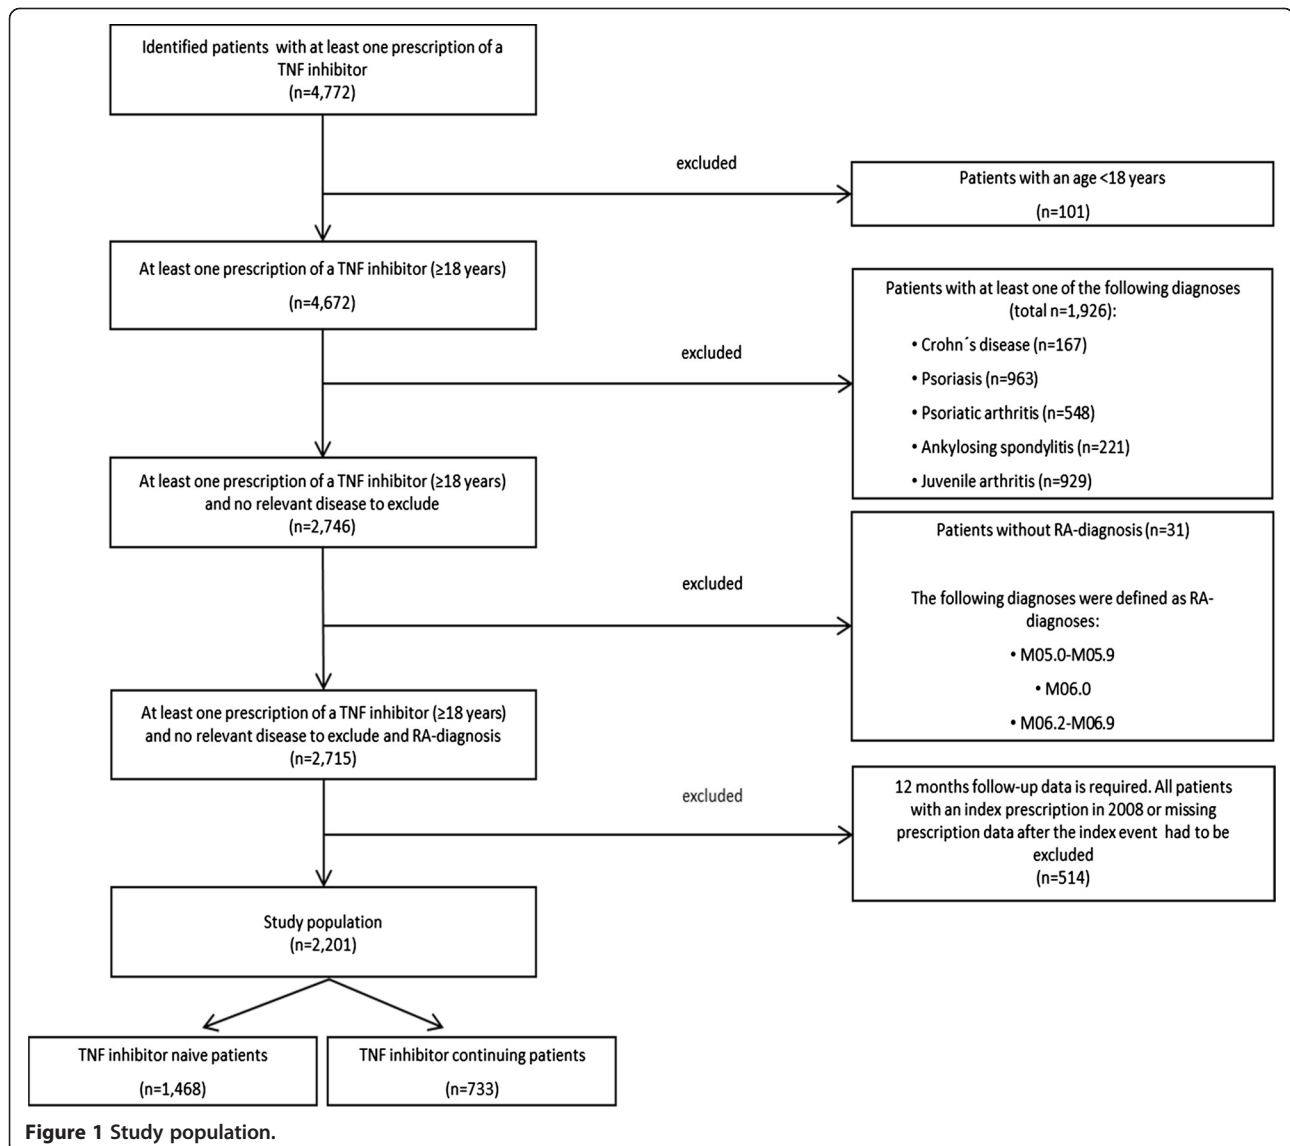 Identified patients with at least one prescription of a
TNF inhibitor
(n=4,772)
excluded
Patients with an age <18 years
(n=101)
At least one prescription of a TNF inhibitor (≥18 years)
(n=4,672)
excluded
Patients with at least one of the following diagnoses
(total n=1,926):
• Crohn´s disease (n=167)
• Psoriasis (n=963)
• Psoriatic arthritis (n=548)
• Ankylosing spondylitis (n=221)
• Juvenile arthritis (n=929)
At least one prescription of a TNF inhibitor (≥18 years)
and no relevant disease to exclude
(n=2,746)
excluded
Patients without RA-diagnosis (n=31)
The following diagnoses were defined as RA-
diagnoses:
• M05.0-M05.9
• M06.0
• M06.2-M06.9
At least one prescription of a TNF inhibitor (≥18 years)
and no relevant disease to exclude and RA-diagnosis
(n=2,715)
excluded
12 months follow-up data is required. All patients
with an index prescription in 2008 or missing
prescription data after the index event had to be
excluded
(n=514)
Study population
(n=2,201)
TNF inhibitor naive patients
(n=1,468)
TNF inhibitor continuing patients
(n=733)
Figure 1 Study population.